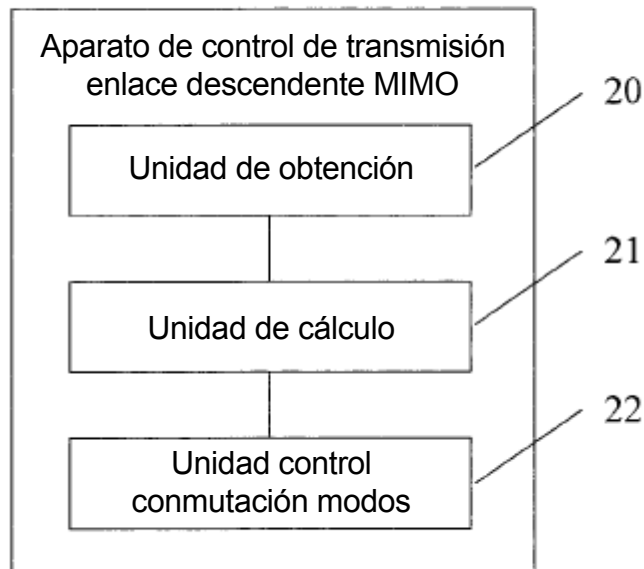 Aparato de control de transmisión
enlace descendente MIMO
20
Unidad de obtención
21
Unidad de cálculo
22
Unidad control
conmutación modos